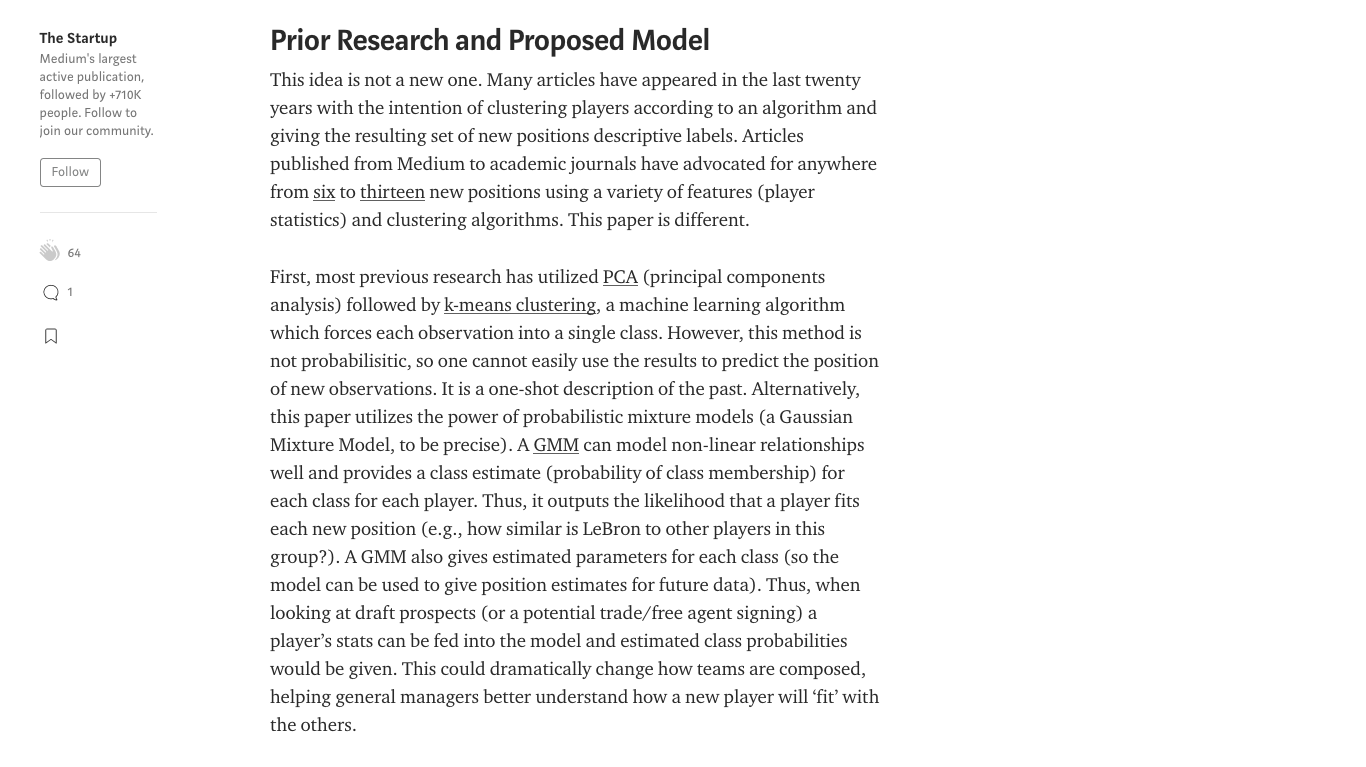 The Startup
Medium's largest
active publication,
followed by +710K
people. Follow to
join our community.
Follow
64
1
Prior Research and Proposed Model
This idea is not a new one. Many articles have appeared in the last twenty
years with the intention of clustering players according to an algorithm and
giving the resulting set of new positions descriptive labels. Articles
published from Medium to academic journals have advocated for anywhere
from six to thirteen new positions using a variety of features (player
statistics) and clustering algorithms. This paper is different.
First, most previous research has utilized PCA (principal components
analysis) followed by k-means clustering, a machine learning algorithm
which forces each observation into a single class. However, this method is
not probabilisitic, so one cannot easily use the results to predict the position
of new observations. It is a one-shot description of the past. Alternatively,
this paper utilizes the power of probabilistic mixture models (a Gaussian
Mixture Model, to be precise). A GMM can model non-linear relationships
well and provides a class estimate (probability of class membership) for
each class for each player. Thus, it outputs the likelihood that a player fits
each new position (e.g., how similar is LeBron to other players in this
group?). A GMM also gives estimated parameters for each class (so the
model can be used to give position estimates for future data). Thus, when
looking at draft prospects (or a potential trade/free agent signing) a
player’s stats can be fed into the model and estimated class probabilities
would be given. This could dramatically change how teams are composed,
helping general managers better understand how a new player will ‘fit’ with
the others.